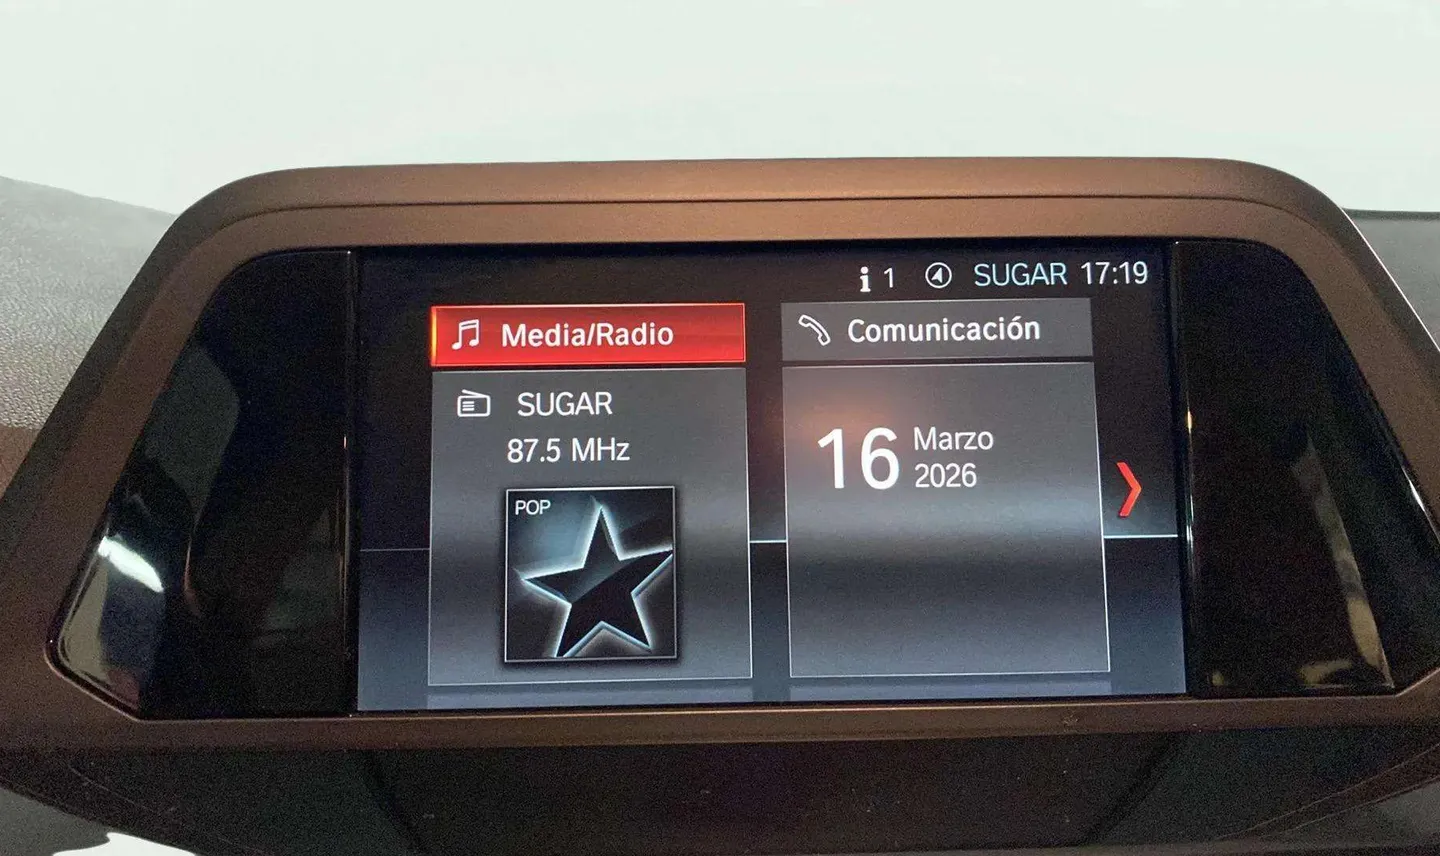 i 1 SUGAR 17:19
Media/Radio
SUGAR
87.5 MHz
POP
Comunicación
16 Marzo
2026